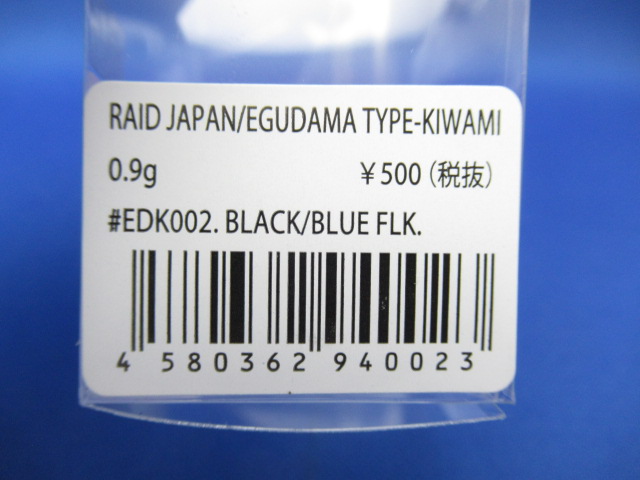 RAID JAPAN/EGUDAMA TYPE-KIWAMI
0.9g ￥500（税抜）
#EDK002. BLACK/BLUE FLK.
4 580362 940023